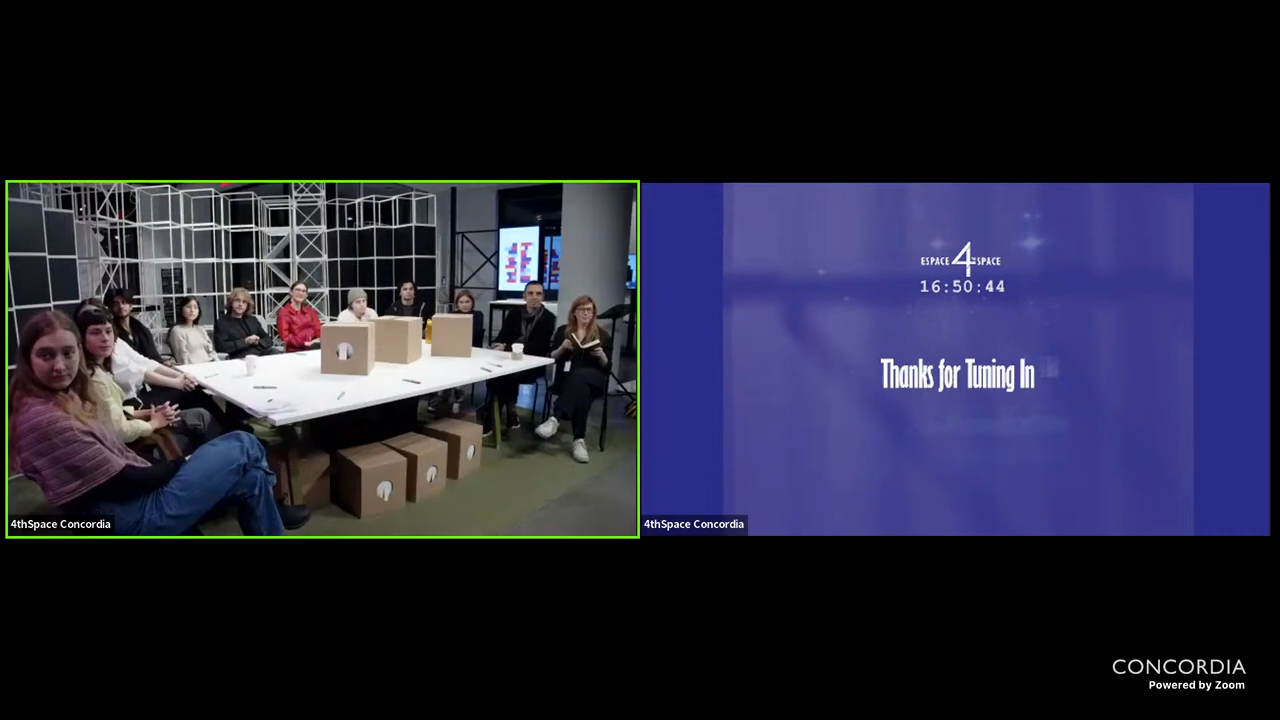 4thSpace Concordia
ESPACE 4 SPACE
16:50:44
Thanks for Tuning In
4thSpace Concordia
CONCORDIA
Powered by Zoom